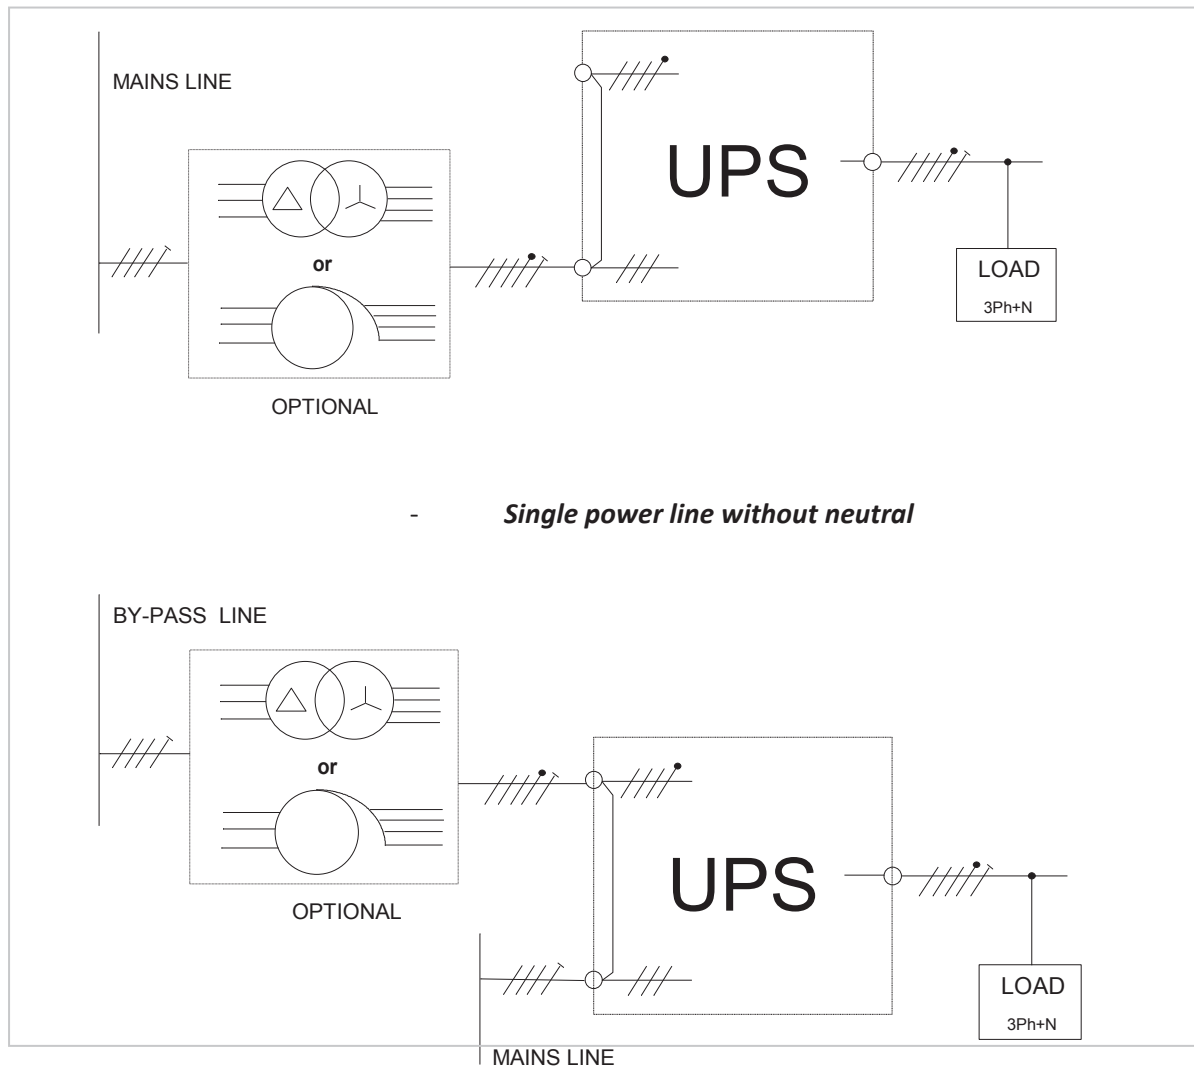 MAINS LINE
UPS
or
LOAD
3Ph+N
OPTIONAL
- Single power line without neutral
BY-PASS LINE
or
UPS
OPTIONAL
LOAD
3Ph+N
MAINS LINE